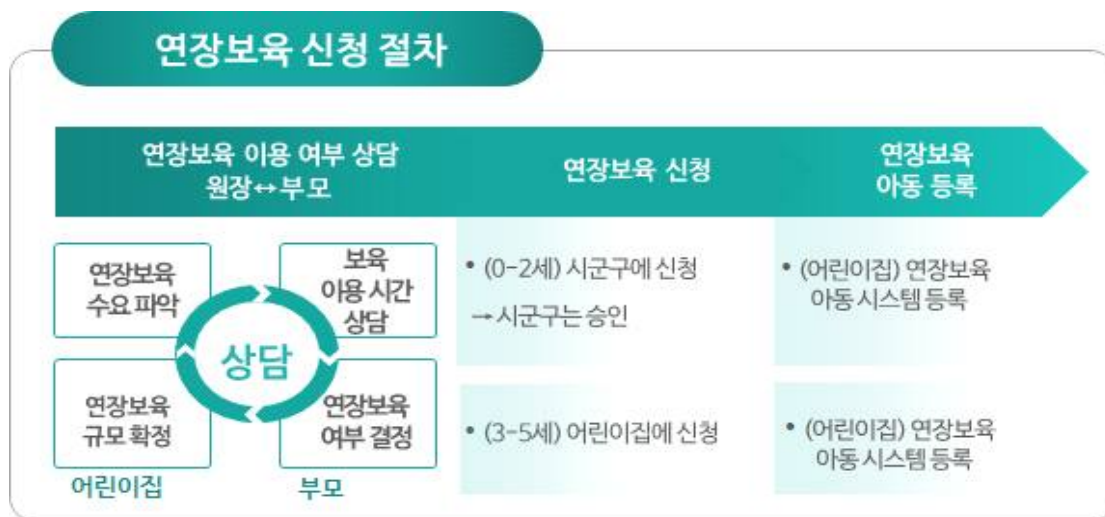 연장보육 신청 절차
연장보육 이용 여부 상담
원장↔부모
연장보육 신청
연장보육
아동 등록
연장보육
수요 파악
보육
이용 시간
상담
상담
연장보육
규모 확정
연장보육
여부 결정
어린이집
부모
• (0-2세) 시군구에 신청
→ 시군구는 승인
• (3-5세) 어린이집에 신청
• (어린이집) 연장보육
아동 시스템 등록
• (어린이집) 연장보육
아동 시스템 등록